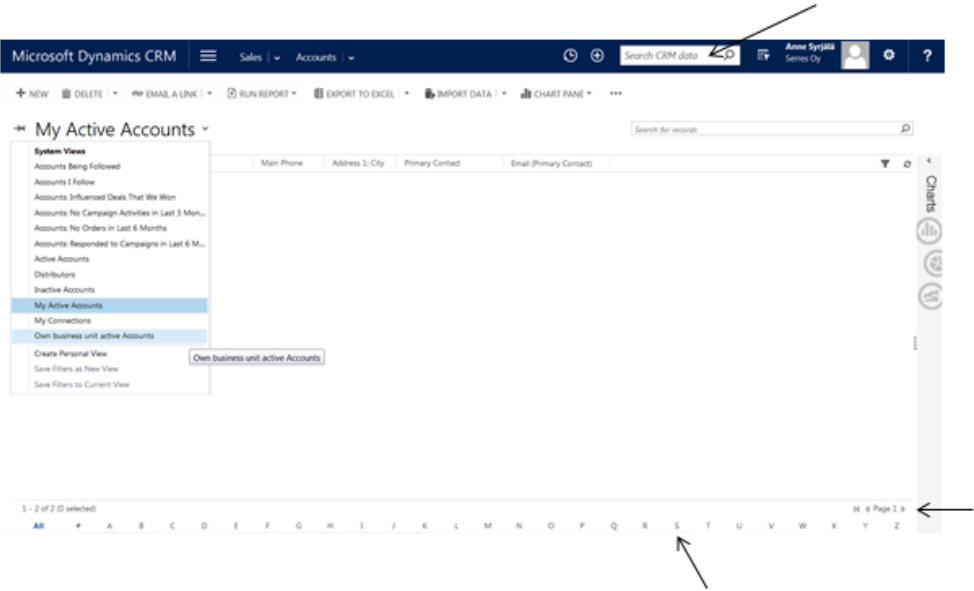 Microsoft Dynamics CRM Sales Accounts Search CRM data Anne Syrjälä Serres Oy ?
NEW DELETE EMAIL A LINK RUN REPORT EXPORT TO EXCEL IMPORT DATA CHART PANE
My Active Accounts Search for records
System Views
Accounts Being Followed Main Phone Address 1: City Primary Contact Email (Primary Contact)
Accounts I Follow
Accounts: Influenced Deals That We Won
Accounts: No Campaign Activities in Last 3 Mon...
Accounts: No Orders in Last 6 Months
Accounts: Responded to Campaigns in Last 6 M...
Active Accounts
Distributors
Inactive Accounts
My Active Accounts
My Connections
Own business unit active Accounts
Create Personal View
Own business unit active Accounts
Save Filters as New View
Save Filters to Current View
Charts
1 - 2 of 2 (0 selected) Page 1
All # A B C D E F G H I J K L M N O P Q R S T U V W X Y Z